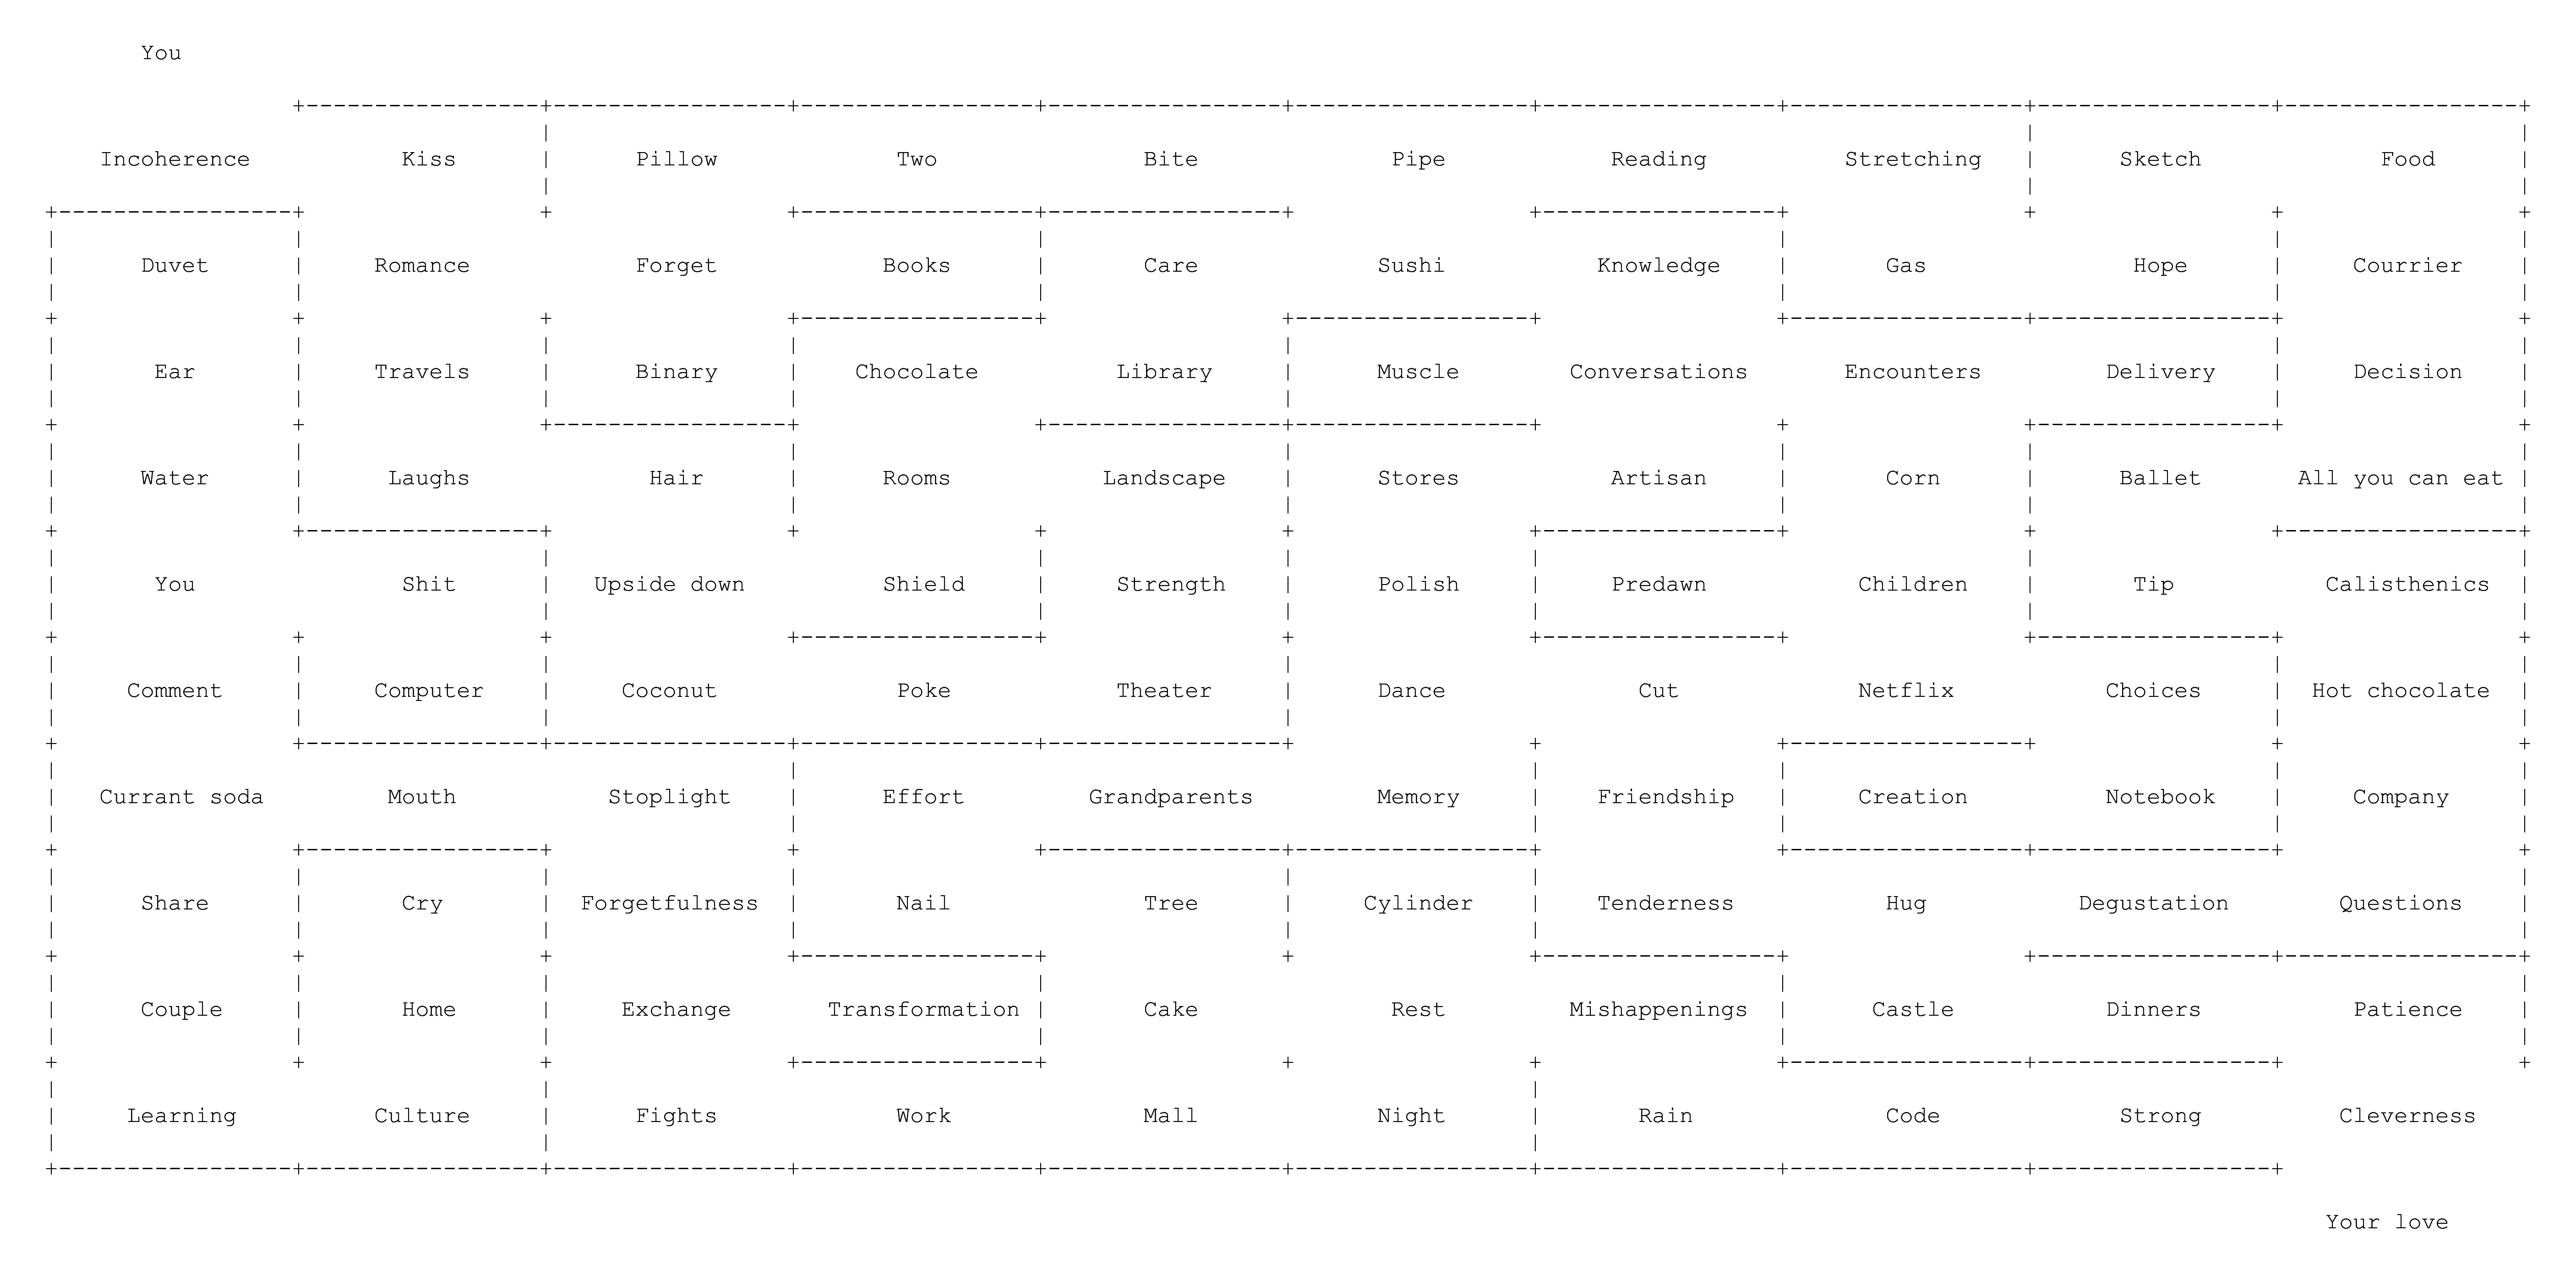 You
Incoherence Kiss Pillow Two Bite Pipe Reading Stretching Sketch Food
Duvet Romance Forget Books Care Sushi Knowledge Gas Hope Courrier
Ear Travels Binary Chocolate Library Muscle Conversations Encounters Delivery Decision
Water Laughs Hair Rooms Landscape Stores Artisan Corn Ballet All you can eat
You Shit Upside down Shield Strength Polish Predawn Children Tip Calisthenics
Comment Computer Coconut Poke Theater Dance Cut Netflix Choices Hot chocolate
Currant soda Mouth Stoplight Effort Grandparents Memory Friendship Creation Notebook Company
Share Cry Forgetfulness Nail Tree Cylinder Tenderness Hug Degustation Questions
Couple Home Exchange Transformation Cake Rest Mishappenings Castle Dinners Patience
Learning Culture Fights Work Mall Night Rain Code Strong Cleverness
Your love